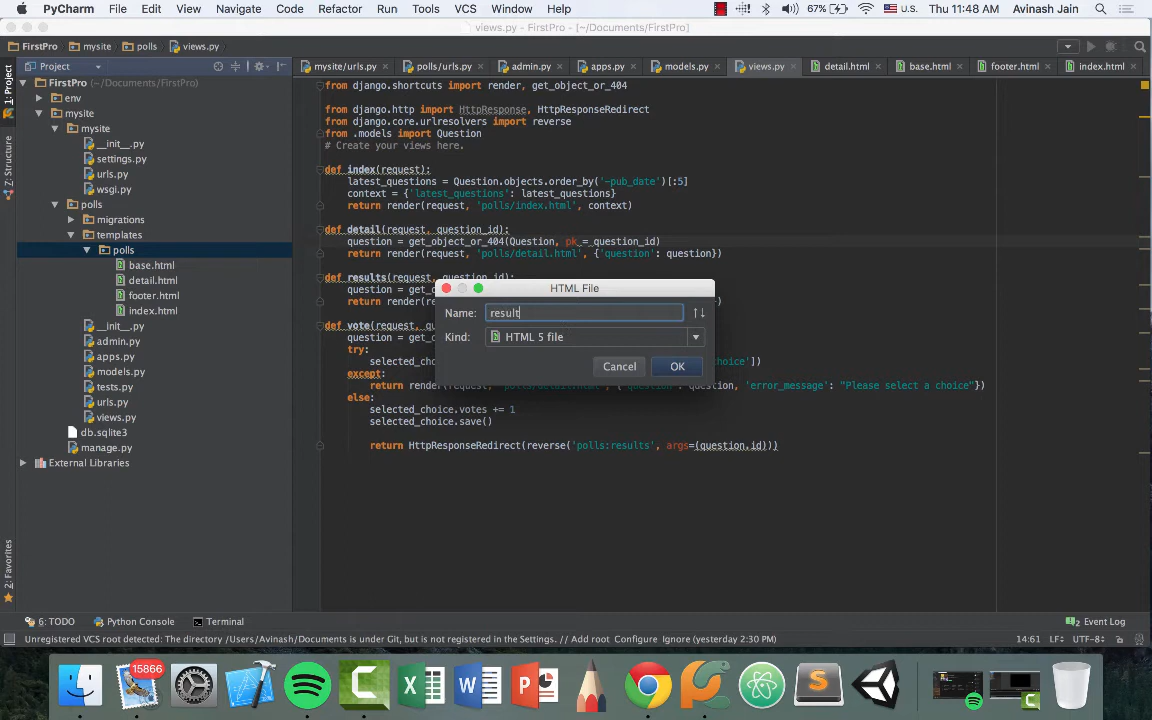 PyCharm File Edit View Navigate Code Refactor Run Tools VCS Window Help 67% U.S. Thu 11:48 AM Avinash Jain
views.py - FirstPro - [~/Documents/FirstPro]
FirstPro mysite polls views.py
1: Project
Z: Structure
2: Favorites
Project
FirstPro ~/Documents/FirstPro
env
mysite
mysite
__init__.py
settings.py
urls.py
wsgi.py
polls
migrations
templates
polls
base.html
detail.html
footer.html
index.html
__init__.py
admin.py
apps.py
models.py
tests.py
urls.py
views.py
db.sqlite3
manage.py
External Libraries
mysite/urls.py polls/urls.py admin.py apps.py models.py views.py detail.html base.html footer.html index.html
from django.shortcuts import render, get_object_or_404
from django.http import HttpResponse, HttpResponseRedirect
from django.core.urlresolvers import reverse
from .models import Question
# Create your views here.
def index(request):
latest_questions = Question.objects.order_by('-pub_date')[:5]
context = {'latest_questions': latest_questions}
return render(request, 'polls/index.html', context)
def detail(request, question_id):
question = get_object_or_404(Question, pk = question_id)
return render(request, 'polls/detail.html', {'question': question})
def results(request, question_id):
question = get_o
return render(re })
def vote(request, qu
question = get_o
try:
selected_cho choice'])
except:
return render(request, 'polls/detail.html', {'question': question, 'error_message': "Please select a choice"})
else:
selected_choice.votes += 1
selected_choice.save()
return HttpResponseRedirect(reverse('polls:results', args=(question.id)))
HTML File
Name: result
Kind: HTML 5 file
Cancel OK
6: TODO Python Console Terminal 2 Event Log
Unregistered VCS root detected: The directory /Users/Avinash/Documents is under Git, but is not registered in the Settings. // Add root Configure Ignore (yesterday 2:30 PM) 14:61 LF÷ UTF-8÷
15866